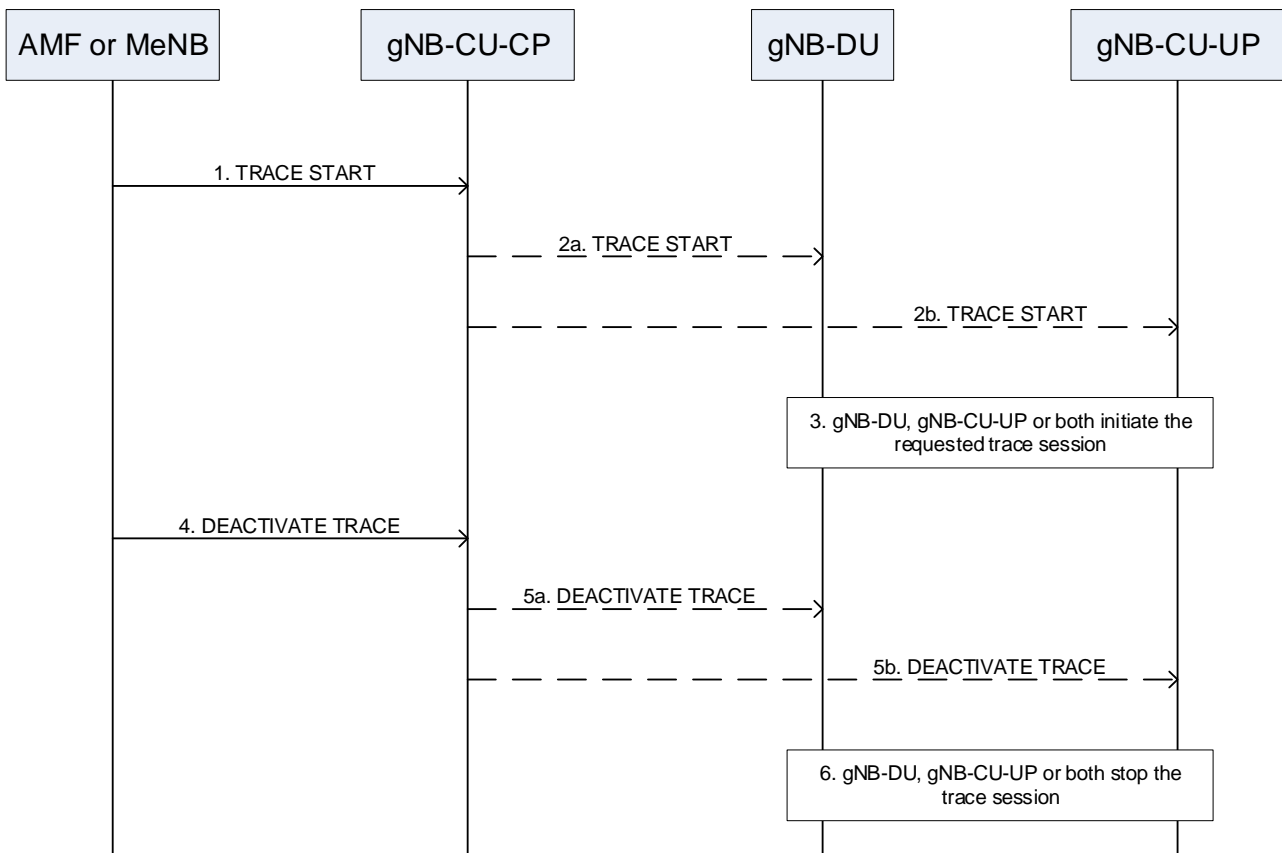 AMF or MeNB
gNB-CU-CP
gNB-DU
gNB-CU-UP
1. TRACE START
2a. TRACE START
2b. TRACE START
3. gNB-DU, gNB-CU-UP or both initiate the
requested trace session
4. DEACTIVATE TRACE
5a. DEACTIVATE TRACE
5b. DEACTIVATE TRACE
6. gNB-DU, gNB-CU-UP or both stop the
trace session